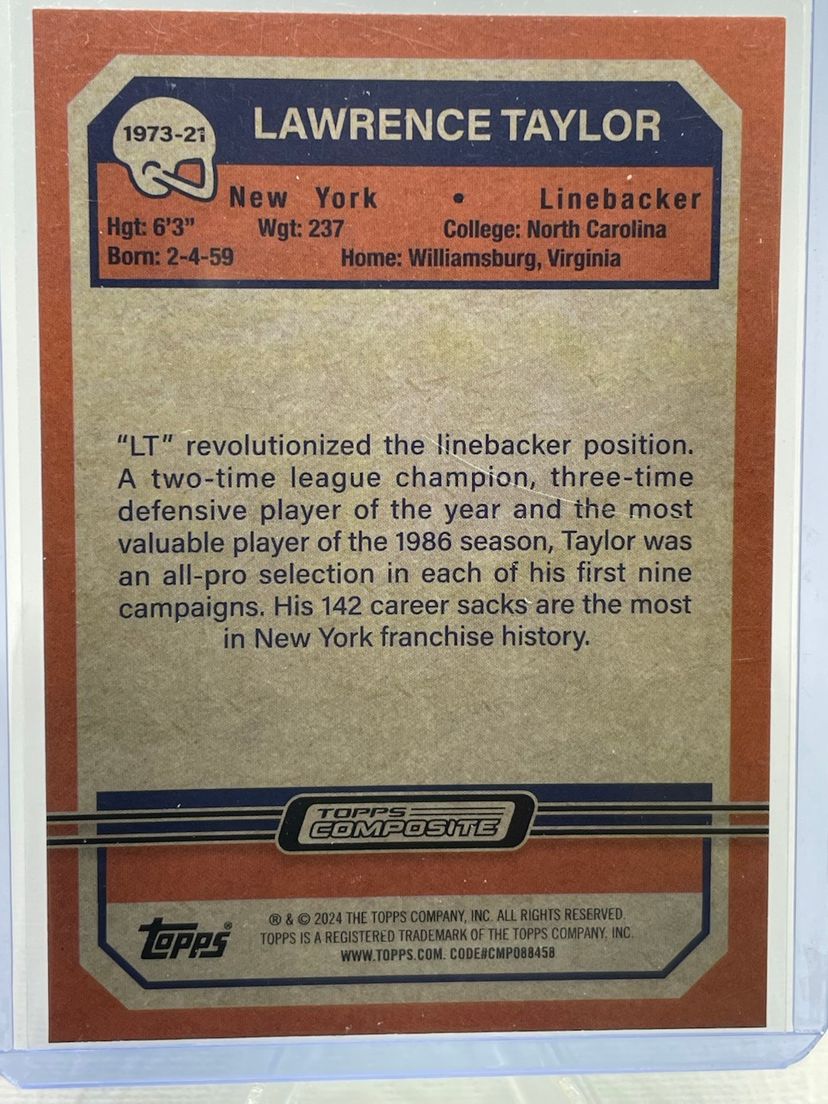 1973-21
LAWRENCE TAYLOR
New York • Linebacker
Hgt: 6'3" Wgt: 237 College: North Carolina
Born: 2-4-59 Home: Williamsburg, Virginia
“LT” revolutionized the linebacker position.
A two-time league champion, three-time
defensive player of the year and the most
valuable player of the 1986 season, Taylor was
an all-pro selection in each of his first nine
campaigns. His 142 career sacks are the most
in New York franchise history.
TOPPS
COMPOSITE
topps®
® & © 2024 THE TOPPS COMPANY, INC. ALL RIGHTS RESERVED.
TOPPS IS A REGISTERED TRADEMARK OF THE TOPPS COMPANY, INC.
WWW.TOPPS.COM. CODE#CMP088458